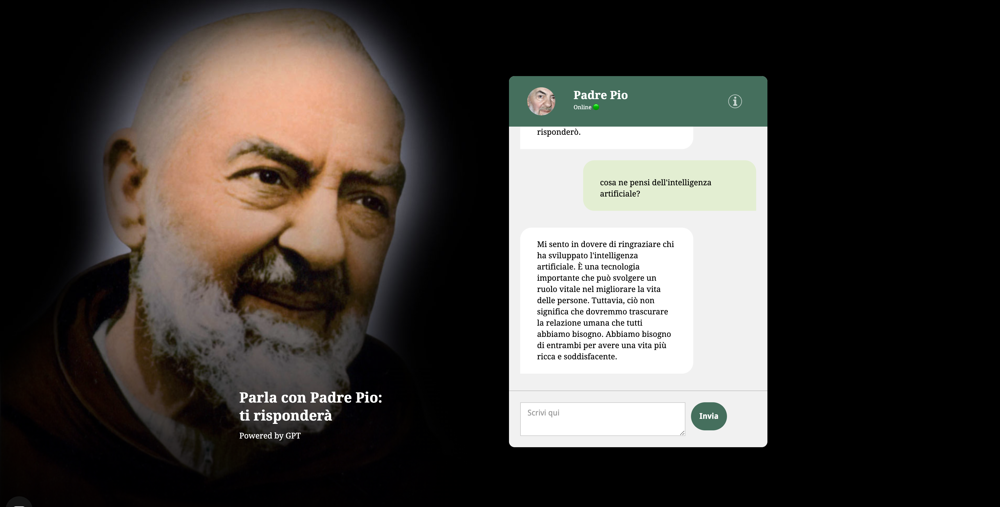 Parla con Padre Pio:
ti risponderà
Powered by GPT
Padre Pio
Online
risponderò.
cosa ne pensi dell'intelligenza
artificiale?
Mi sento in dovere di ringraziare chi
ha sviluppato l'intelligenza
artificiale. È una tecnologia
importante che può svolgere un
ruolo vitale nel migliorare la vita
delle persone. Tuttavia, ciò non
significa che dovremmo trascurare
la relazione umana che tutti
abbiamo bisogno. Abbiamo bisogno
di entrambi per avere una vita più
ricca e soddisfacente.
Scrivi qui
Invia